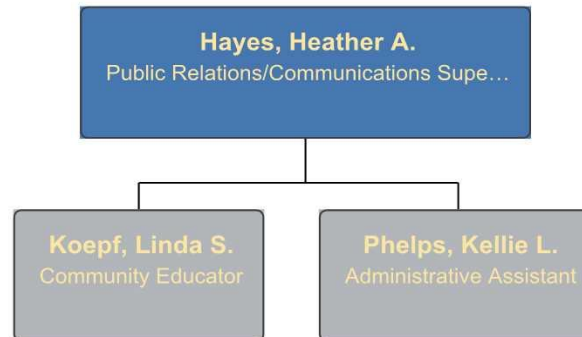 Hayes, Heather A.
Public Relations/Communications Supe…
Koepf, Linda S.
Community Educator
Phelps, Kellie L.
Administrative Assistant